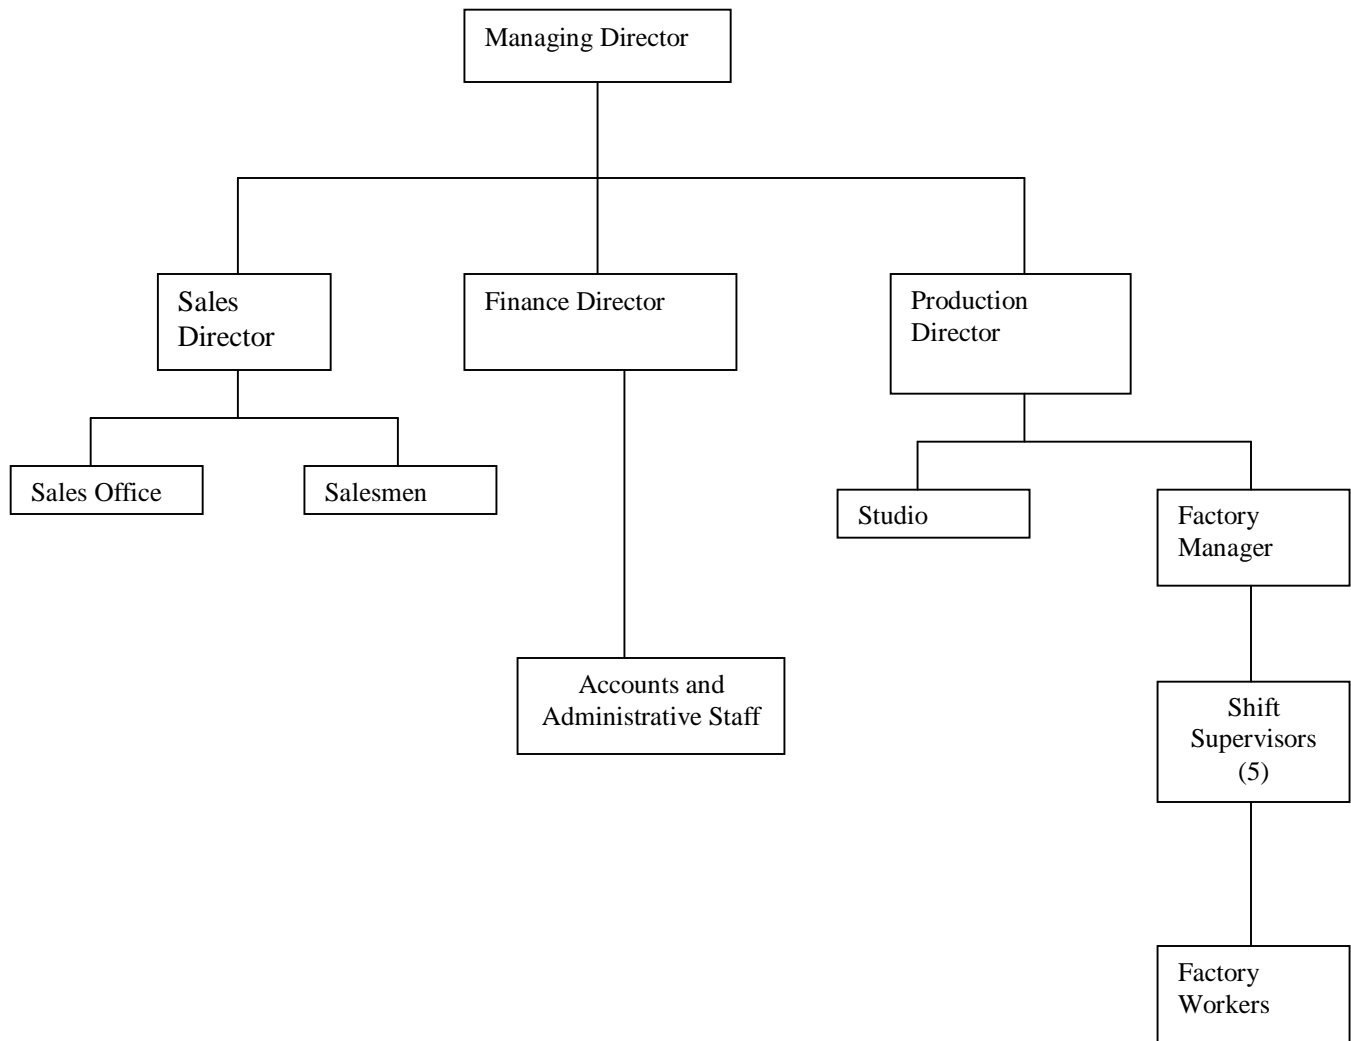 Managing Director
Sales
Director
Finance Director
Production
Director
Sales Office
Salesmen
Studio
Factory
Manager
Accounts and
Administrative Staff
Shift
Supervisors
(5)
Factory
Workers